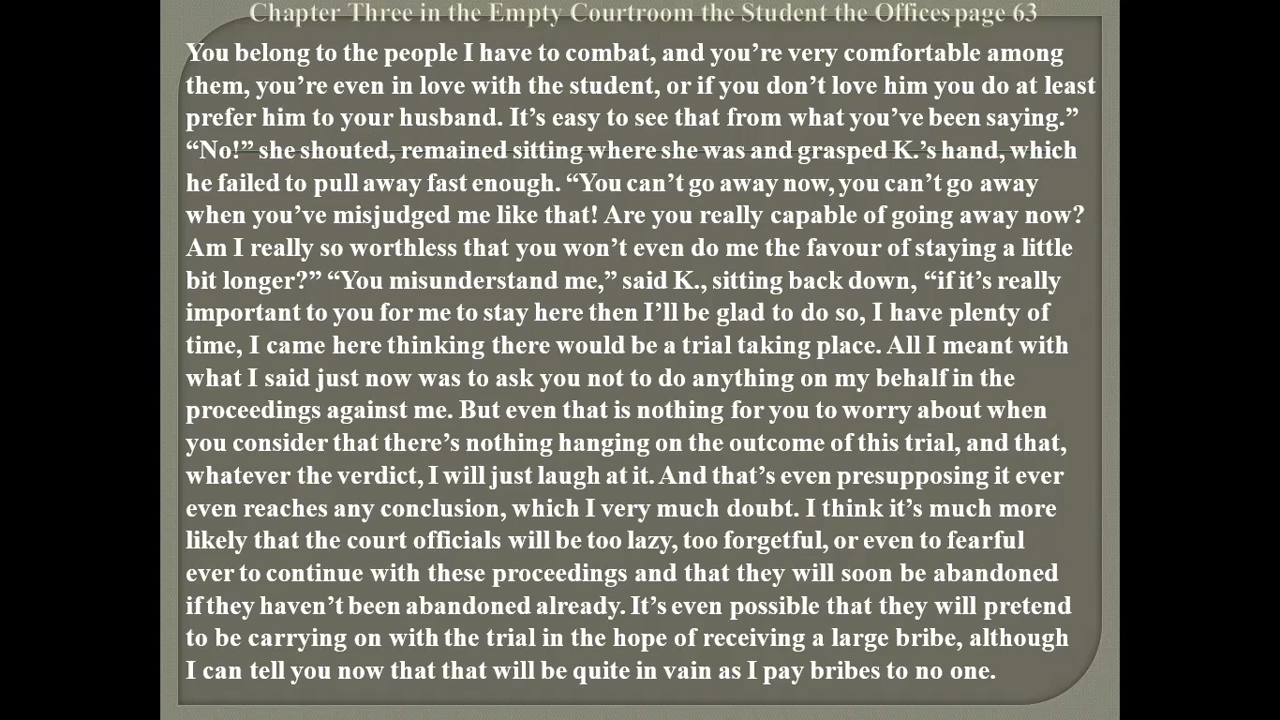 Chapter Three in the Empty Courtroom the Student the Offices page 63
You belong to the people I have to combat, and you’re very comfortable among
them, you’re even in love with the student, or if you don’t love him you do at least
prefer him to your husband. It’s easy to see that from what you’ve been saying.”
“No!” she shouted, remained sitting where she was and grasped K.’s hand, which
he failed to pull away fast enough. “You can’t go away now, you can’t go away
when you’ve misjudged me like that! Are you really capable of going away now?
Am I really so worthless that you won’t even do me the favour of staying a little
bit longer?” “You misunderstand me,” said K., sitting back down, “if it’s really
important to you for me to stay here then I’ll be glad to do so, I have plenty of
time, I came here thinking there would be a trial taking place. All I meant with
what I said just now was to ask you not to do anything on my behalf in the
proceedings against me. But even that is nothing for you to worry about when
you consider that there’s nothing hanging on the outcome of this trial, and that,
whatever the verdict, I will just laugh at it. And that’s even presupposing it ever
even reaches any conclusion, which I very much doubt. I think it’s much more
likely that the court officials will be too lazy, too forgetful, or even to fearful
ever to continue with these proceedings and that they will soon be abandoned
if they haven’t been abandoned already. It’s even possible that they will pretend
to be carrying on with the trial in the hope of receiving a large bribe, although
I can tell you now that that will be quite in vain as I pay bribes to no one.